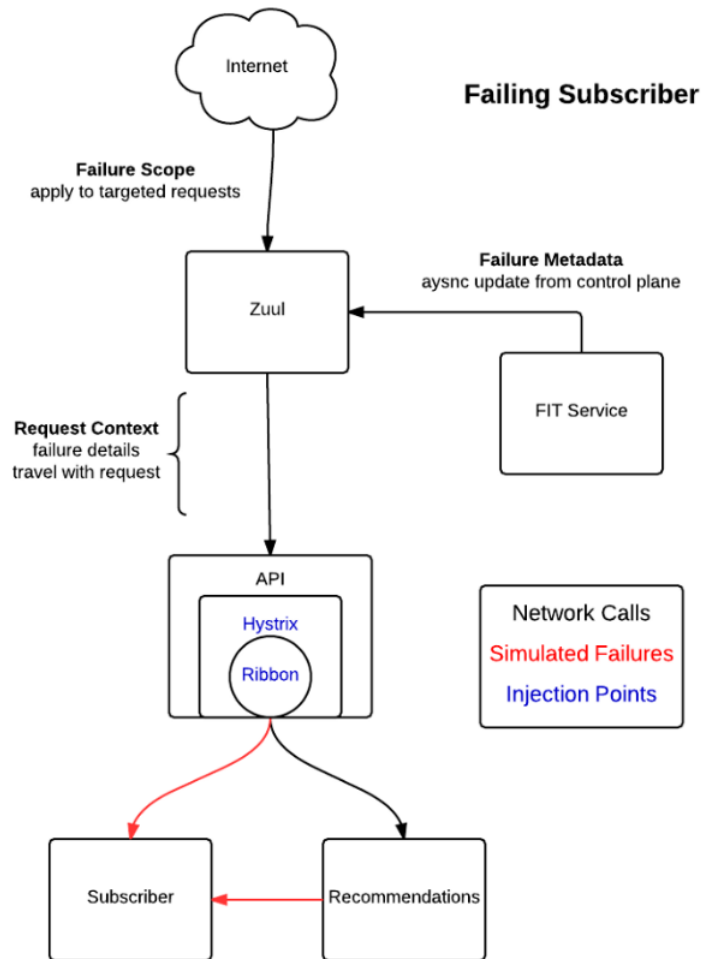 Internet
Failing Subscriber
Failure Scope
apply to targeted requests
Failure Metadata
aysnc update from control plane
Zuul
FIT Service
Request Context
failure details
travel with request
API
Hystrix
Ribbon
Network Calls
Simulated Failures
Injection Points
Subscriber
Recommendations